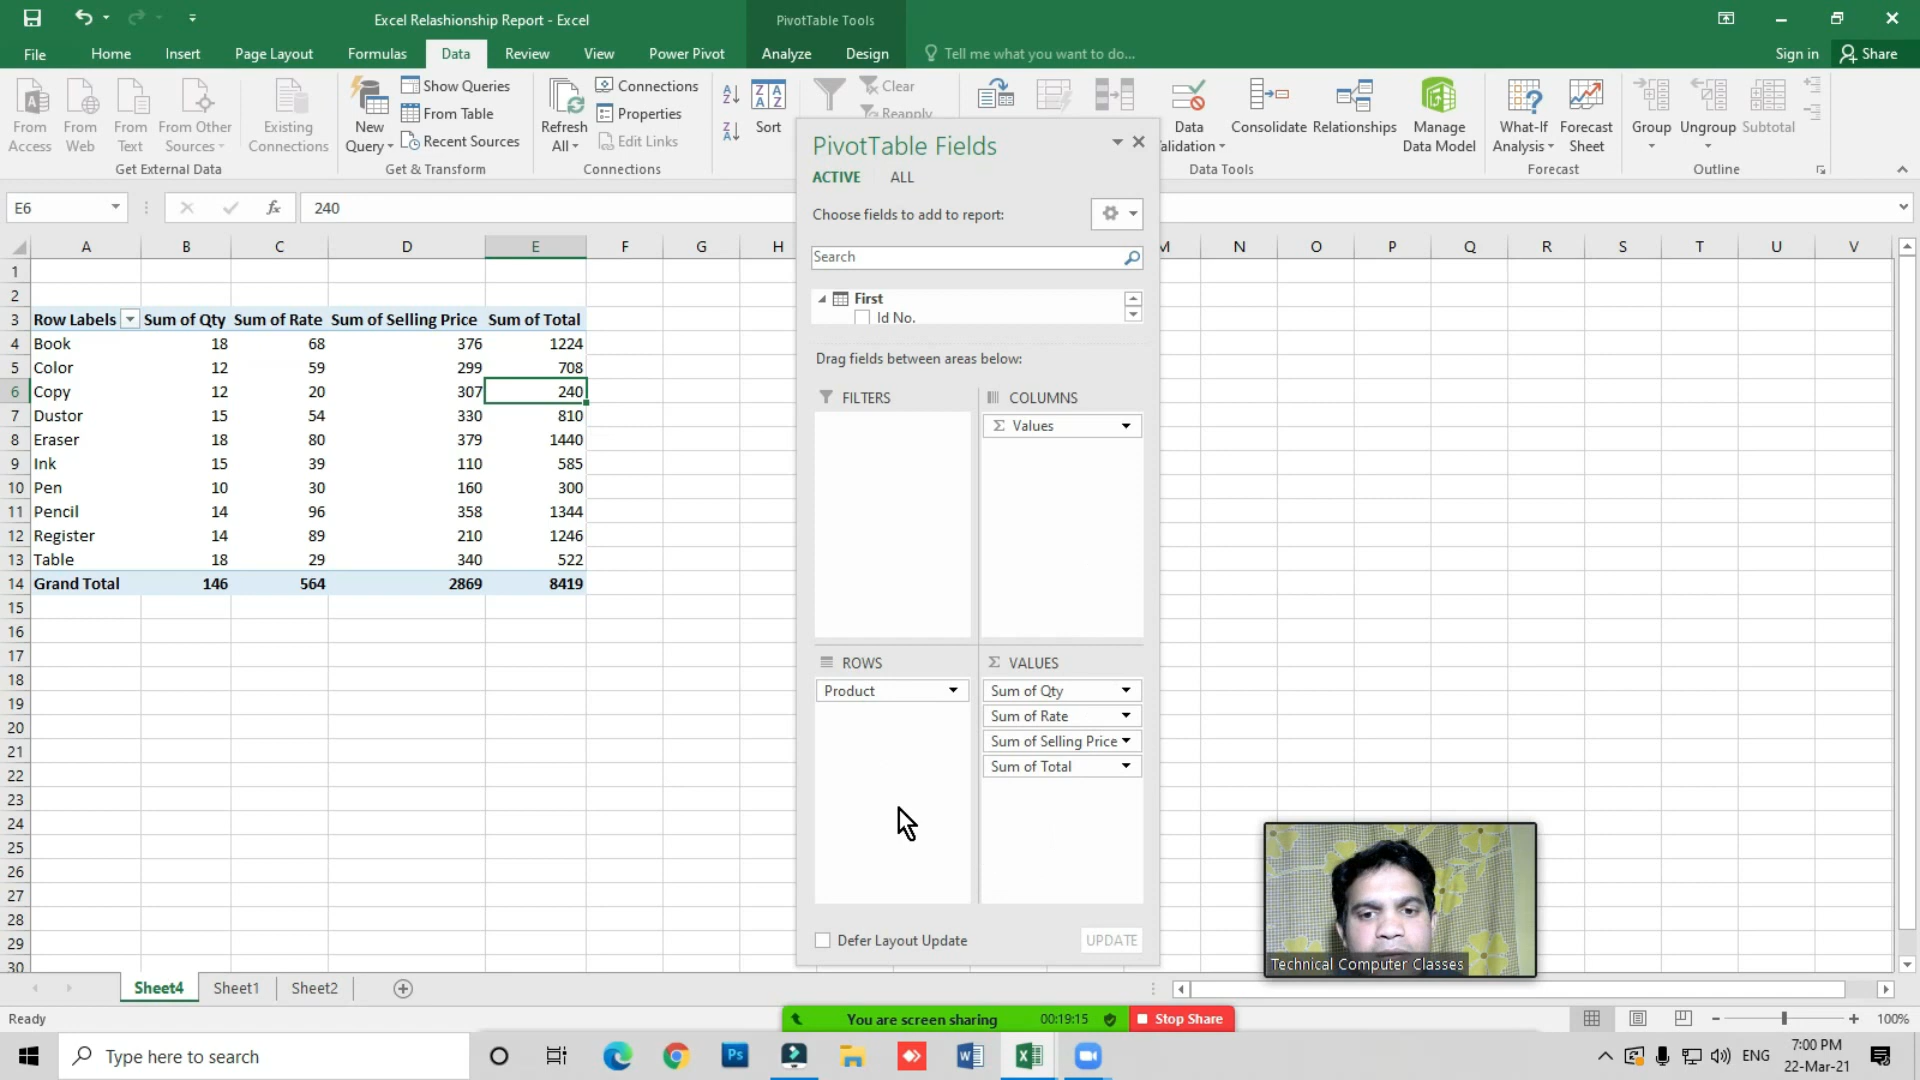 Excel Relashionship Report - Excel
PivotTable Tools
File Home Insert Page Layout Formulas Data Review View Power Pivot Analyze Design Tell me what you want to do... Sign in Share
From Access
From Web
From Text
From Other Sources
Existing Connections
Get External Data
New Query
Show Queries
From Table
Recent Sources
Get & Transform
Refresh All
Connections
Properties
Edit Links
Connections
Sort
Clear
Reapply
Data
alidation
Consolidate
Relationships
Manage Data Model
Data Tools
What-If Analysis
Forecast Sheet
Forecast
Group
Ungroup
Subtotal
Outline
E6 fx 240
A B C D E F G H M N O P Q R S T U V
1
2
3 Row Labels Sum of Qty Sum of Rate Sum of Selling Price Sum of Total
4 Book 18 68 376 1224
5 Color 12 59 299 708
6 Copy 12 20 307 240
7 Dustor 15 54 330 810
8 Eraser 18 80 379 1440
9 Ink 15 39 110 585
10 Pen 10 30 160 300
11 Pencil 14 96 358 1344
12 Register 14 89 210 1246
13 Table 18 29 340 522
14 Grand Total 146 564 2869 8419
15
16
17
18
19
20
21
22
23
24
25
26
27
28
29
30
PivotTable Fields
ACTIVE ALL
Choose fields to add to report:
Search
First
Id No.
Drag fields between areas below:
FILTERS
COLUMNS
Σ Values
ROWS
Product
Σ VALUES
Sum of Qty
Sum of Rate
Sum of Selling Price
Sum of Total
Defer Layout Update UPDATE
Technical Computer Classes
Sheet4 Sheet1 Sheet2
Ready
You are screen sharing 00:19:15 Stop Share
100%
Type here to search
Ps
ENG
7:00 PM
22-Mar-21